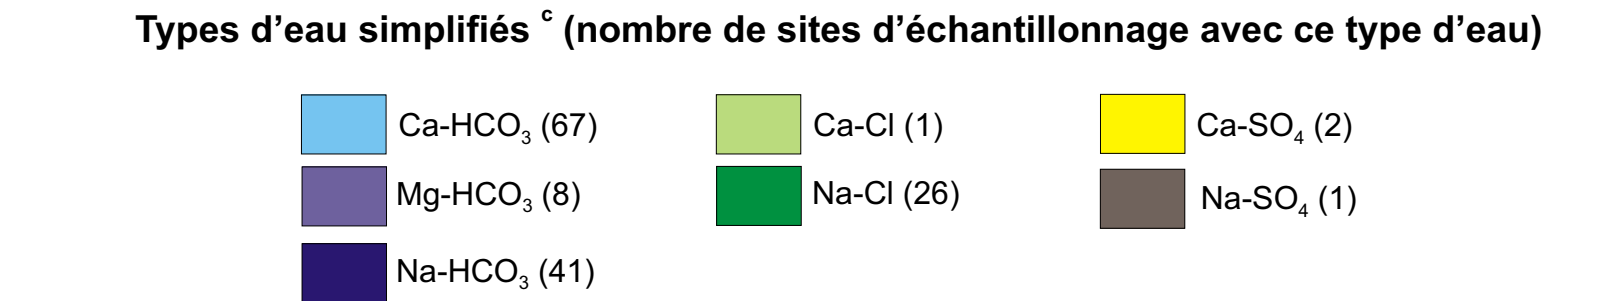 Types d’eau simplifiés ᶜ (nombre de sites d’échantillonnage avec ce type d’eau)
Ca-HCO₃ (67)
Ca-Cl (1)
Ca-SO₄ (2)
Mg-HCO₃ (8)
Na-Cl (26)
Na-SO₄ (1)
Na-HCO₃ (41)